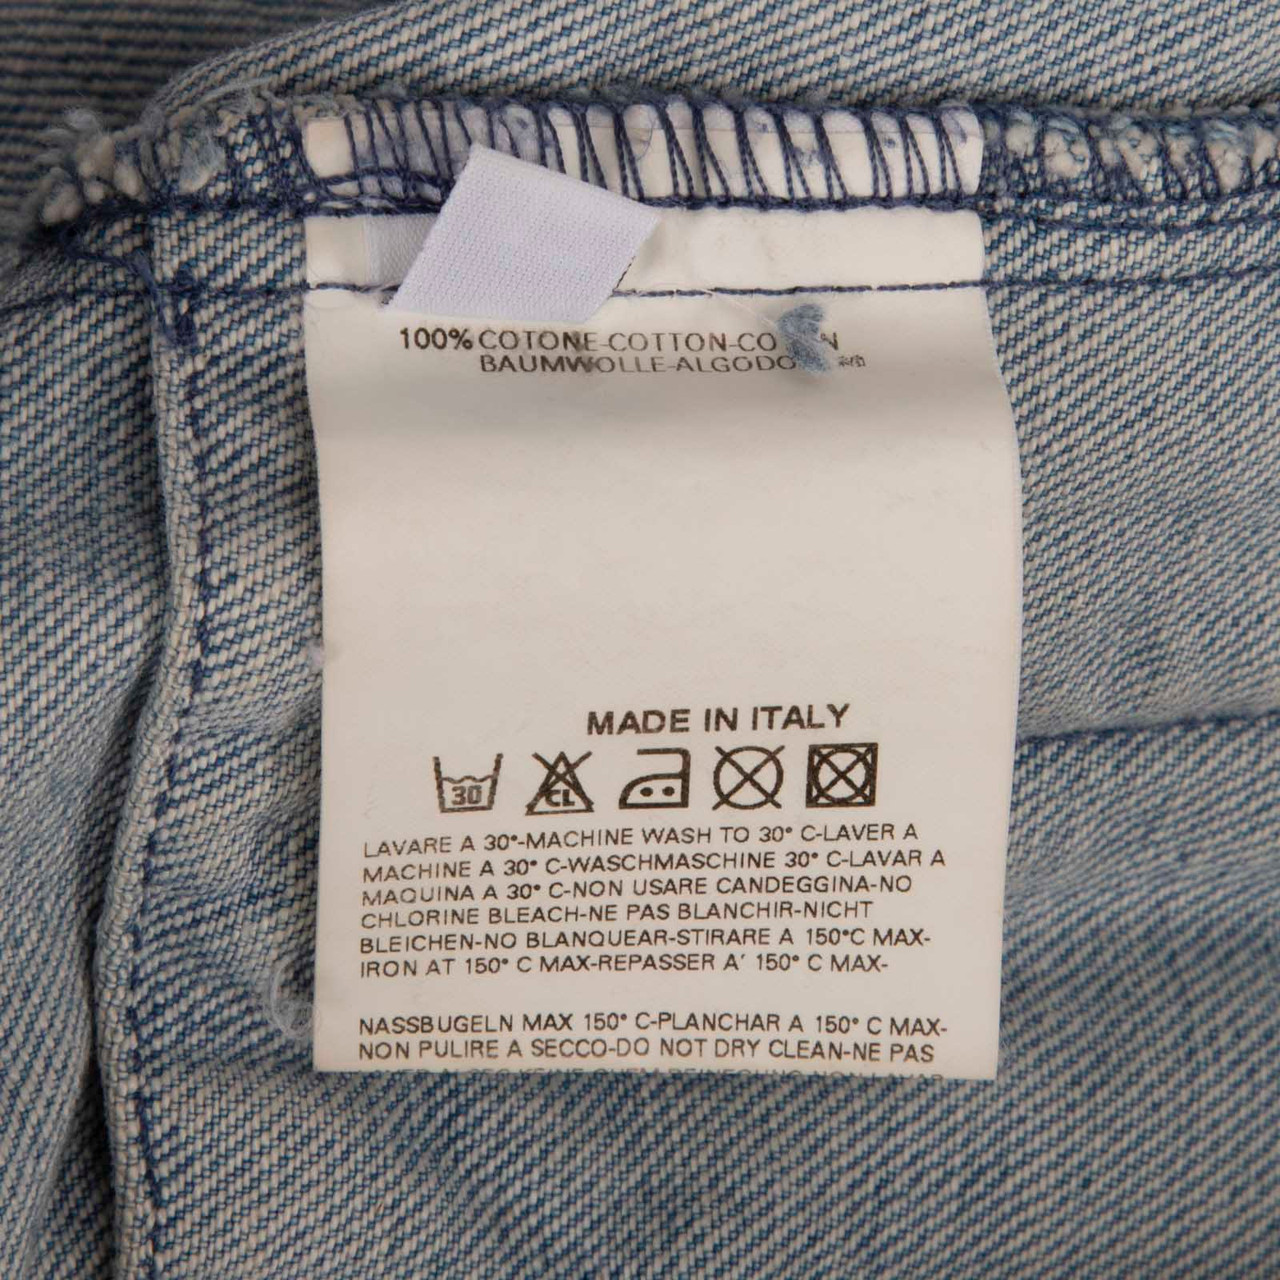 100% COTONE-COTTON-CO N
BAUMWOLLE-ALGODO
MADE IN ITALY
30 CL
LAVARE A 30°-MACHINE WASH TO 30° C-LAVER A
MACHINE A 30° C-WASCHMASCHINE 30° C-LAVAR A
MAQUINA A 30° C-NON USARE CANDEGGINA-NO
CHLORINE BLEACH-NE PAS BLANCHIR-NICHT
BLEICHEN-NO BLANQUEAR-STIRARE A 150°C MAX-
IRON AT 150° C MAX-REPASSER A' 150° C MAX-
NASSBUGELN MAX 150° C-PLANCHAR A 150° C MAX-
NON PULIRE A SECCO-DO NOT DRY CLEAN-NE PAS